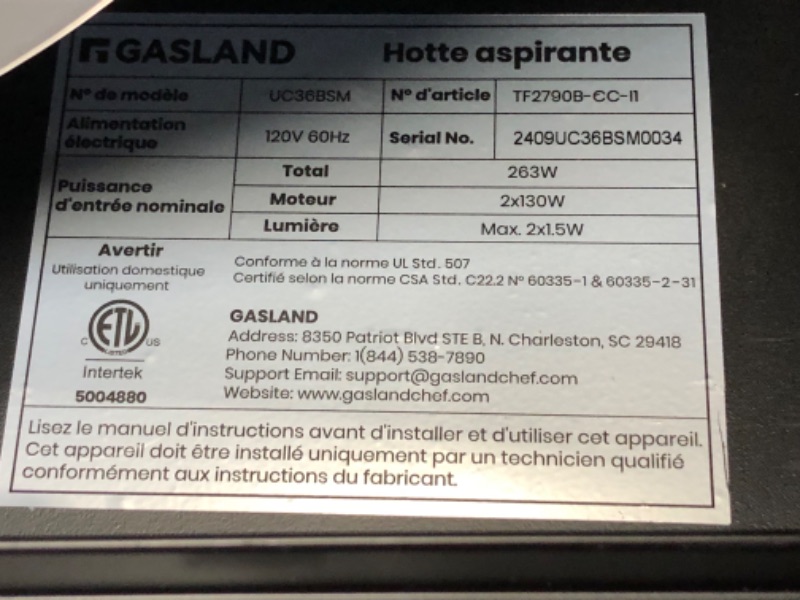 GASLAND Hotte aspirante
N° de modèle UC36BSM N° d'article TF2790B-CC-I1
Alimentation électrique 120V 60Hz Serial No. 2409UC36BSM0034
Puissance d'entrée nominale
Total 263W
Moteur 2x130W
Lumière Max. 2x1.5W
Avertir
Utilisation domestique
uniquement
Conforme à la norme UL Std. 507
Certifié selon la norme CSA Std. C22.2 N° 60335-1 & 60335-2-31
C ETL US
LISTED
Intertek
5004880
GASLAND
Address: 8350 Patriot Blvd STE B, N. Charleston, SC 29418
Phone Number: 1(844) 538-7890
Support Email: support@gaslandchef.com
Website: www.gaslandchef.com
Lisez le manuel d'instructions avant d'installer et d'utiliser cet appareil.
Cet appareil doit être installé uniquement par un technicien qualifié
conformément aux instructions du fabricant.